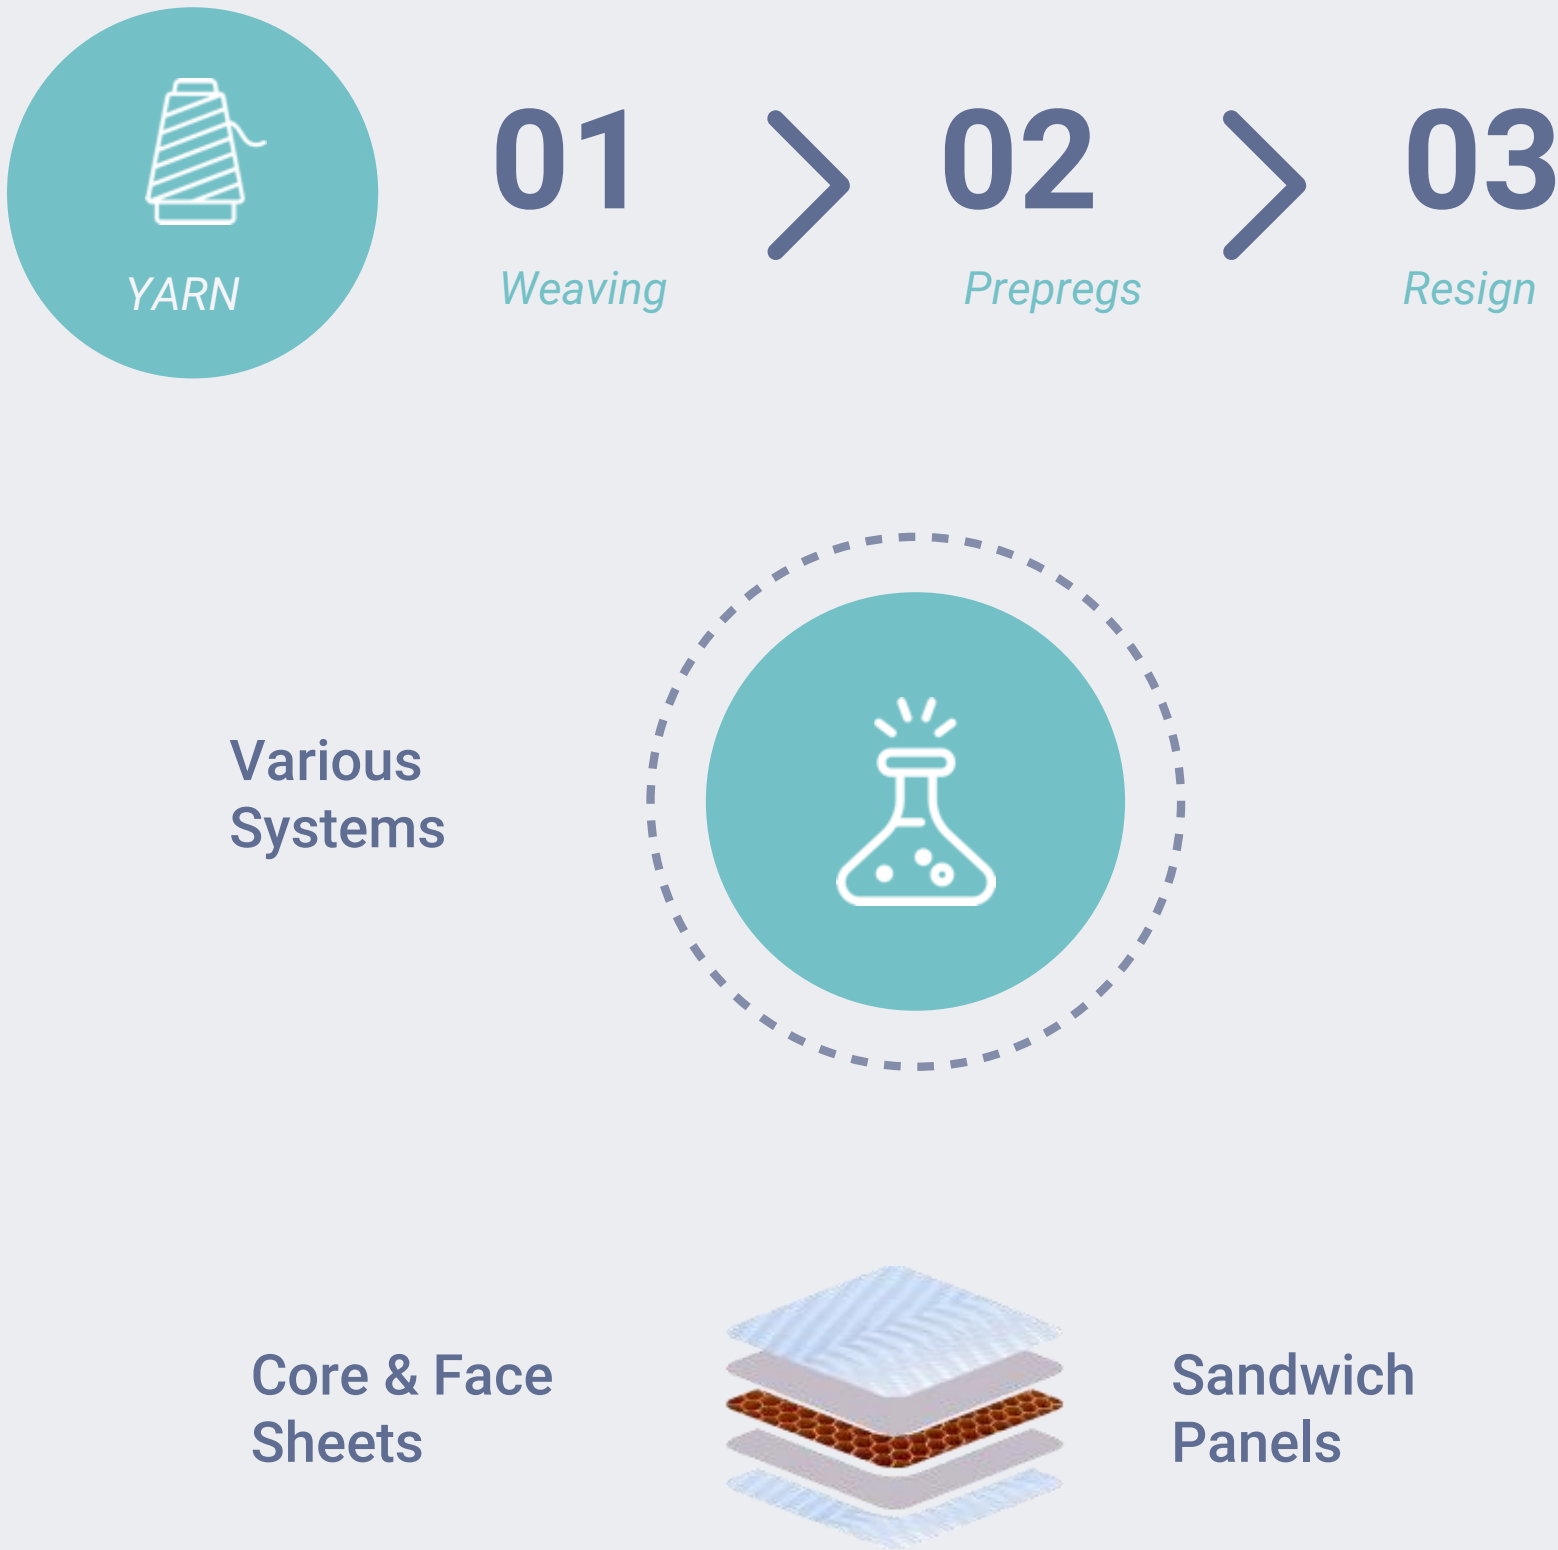 01
02
03
YARN
Weaving
Prepregs
Resign
Various
Systems
Core & Face
Sheets
Sandwich
Panels